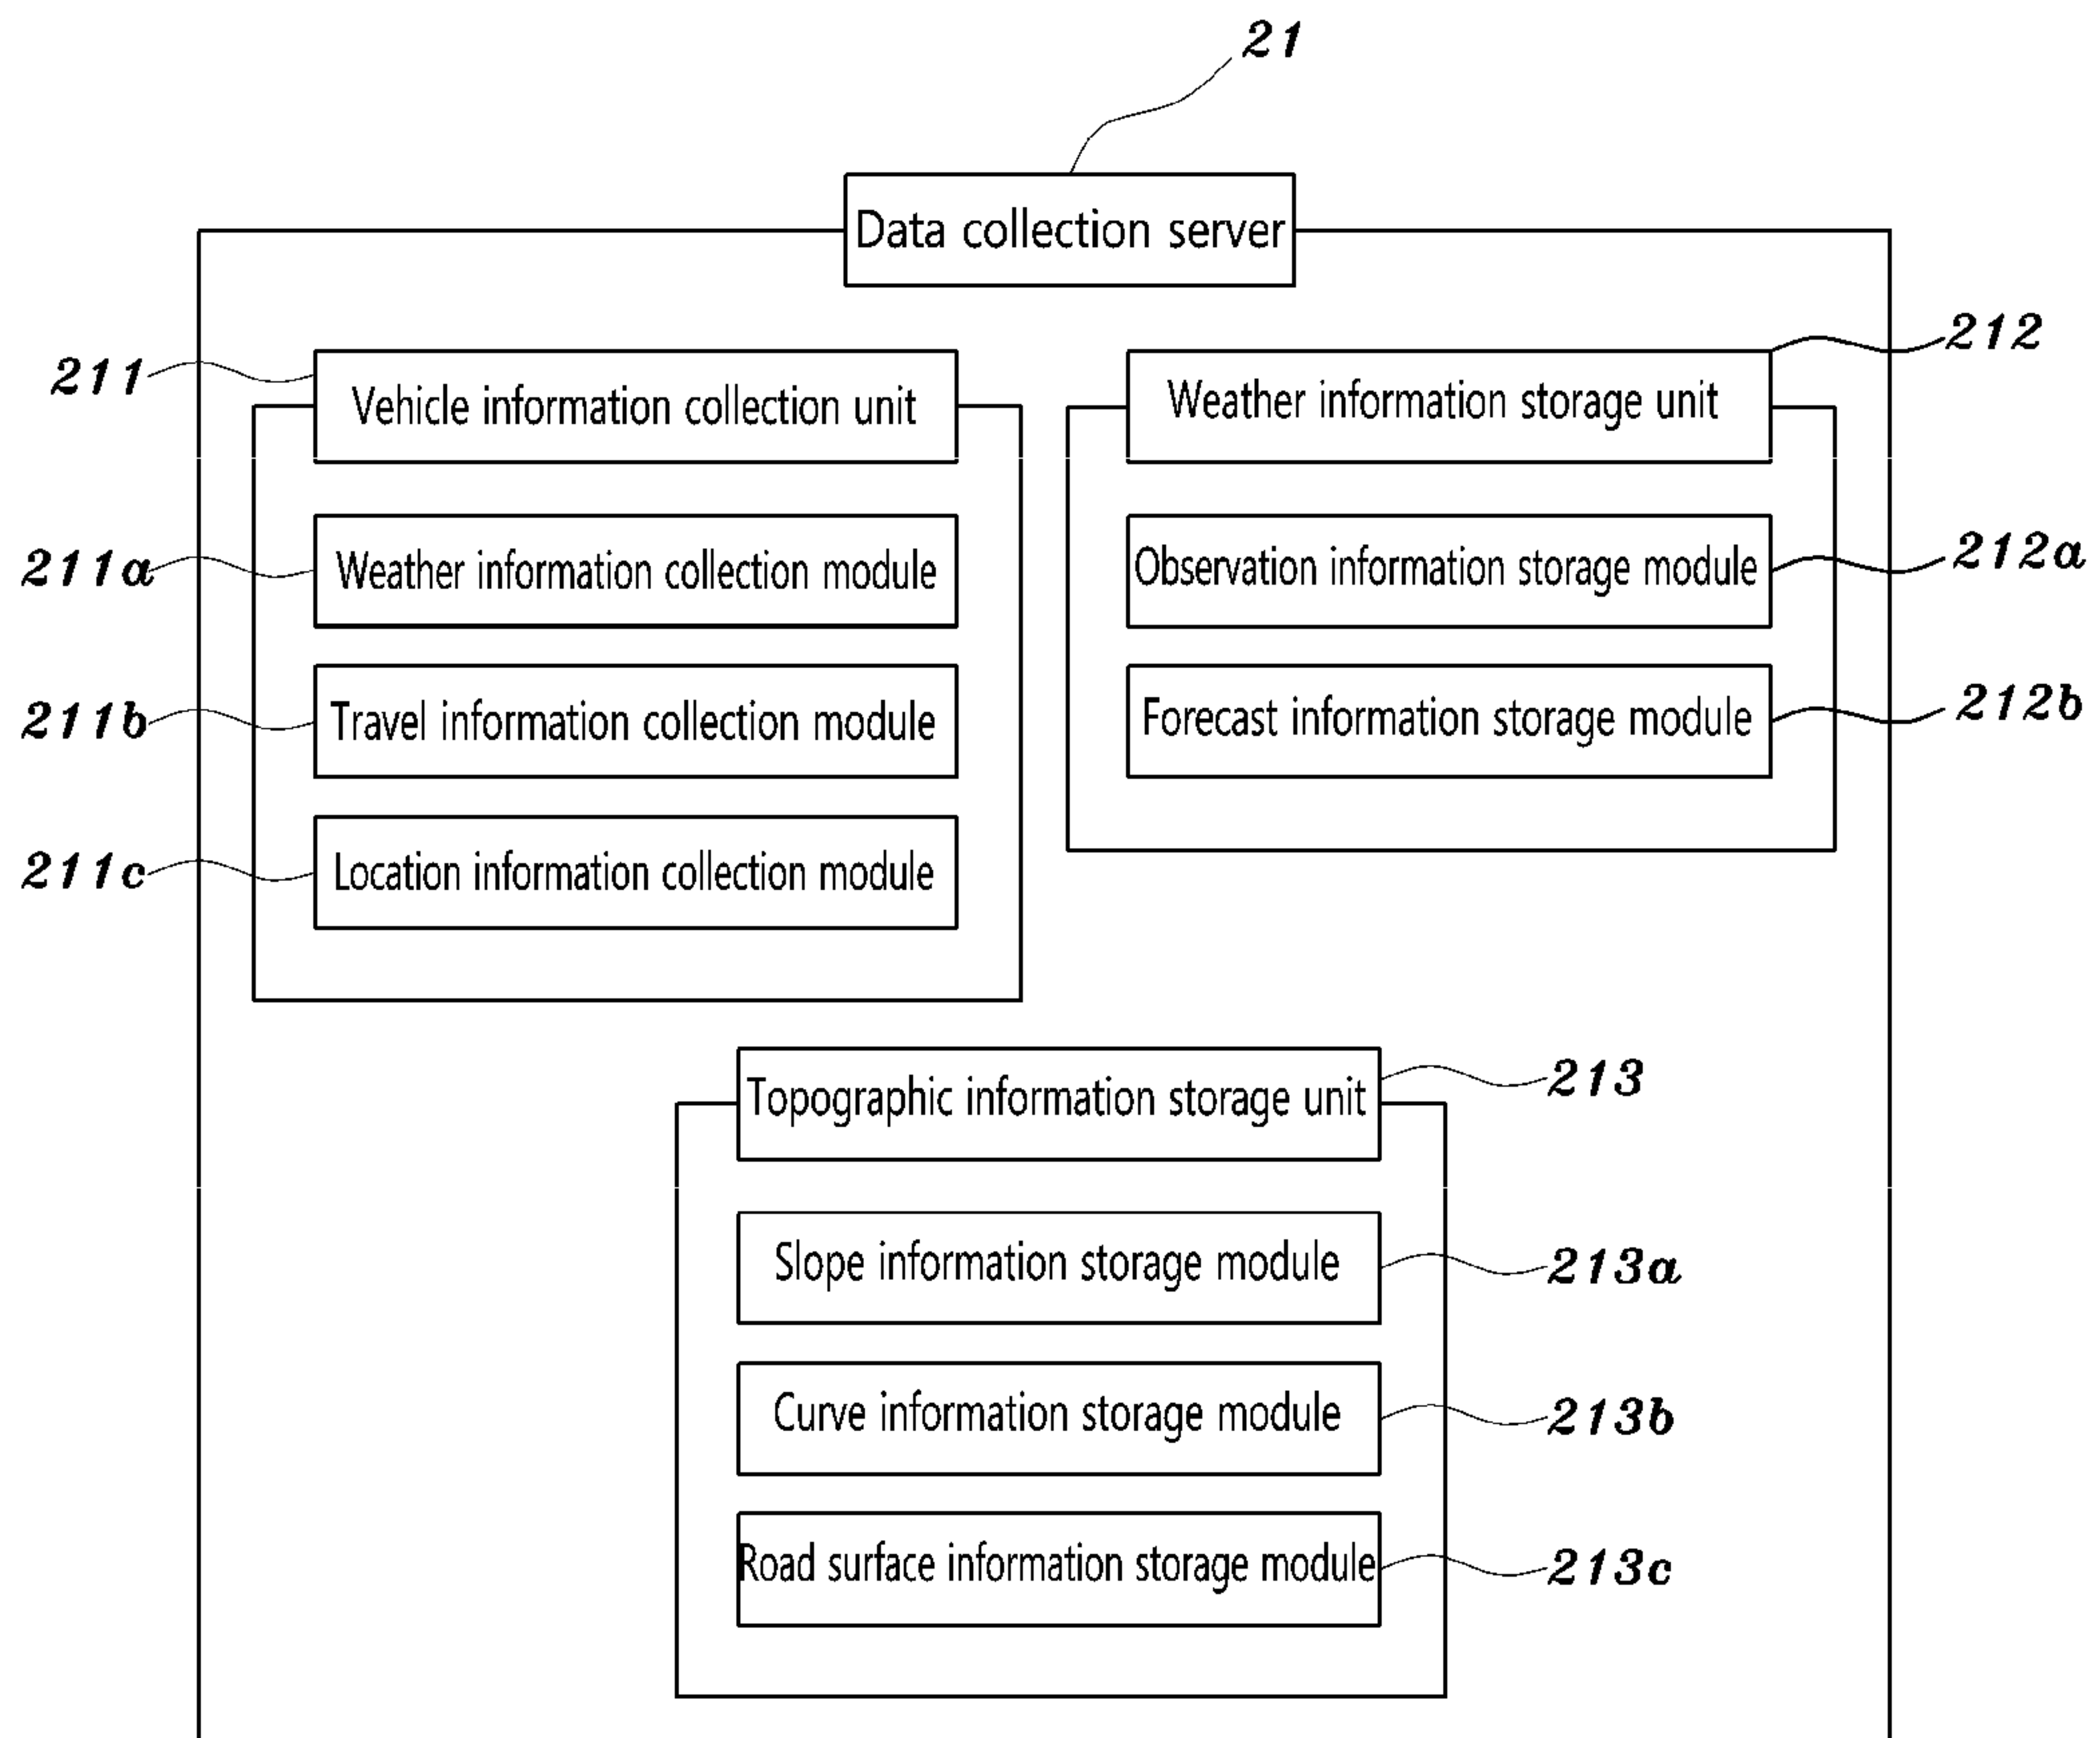 21
Data collection server
211
Vehicle information collection unit
211a
Weather information collection module
211b
Travel information collection module
211c
Location information collection module
212
Weather information storage unit
212a
Observation information storage module
212b
Forecast information storage module
213
Topographic information storage unit
213a
Slope information storage module
213b
Curve information storage module
213c
Road surface information storage module